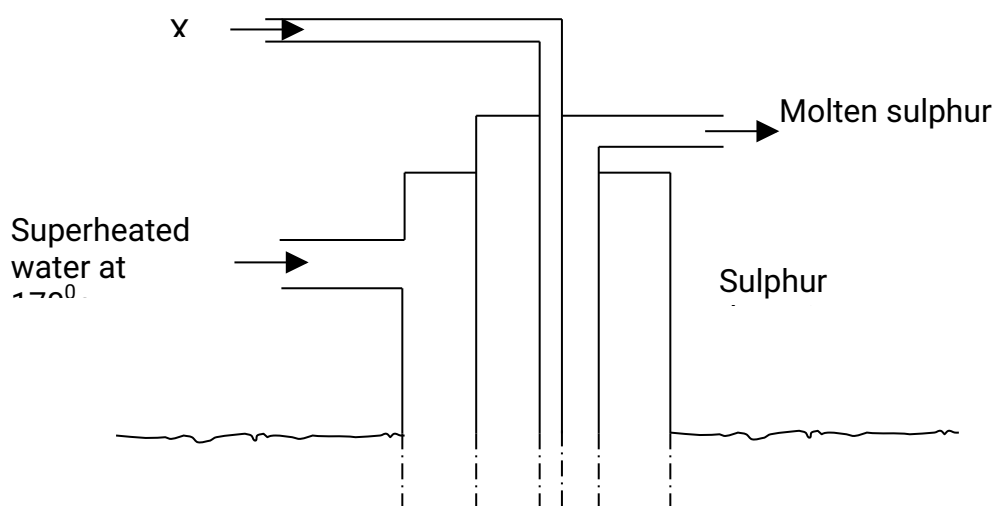 X
Molten sulphur
Superheated
water at
Sulphur